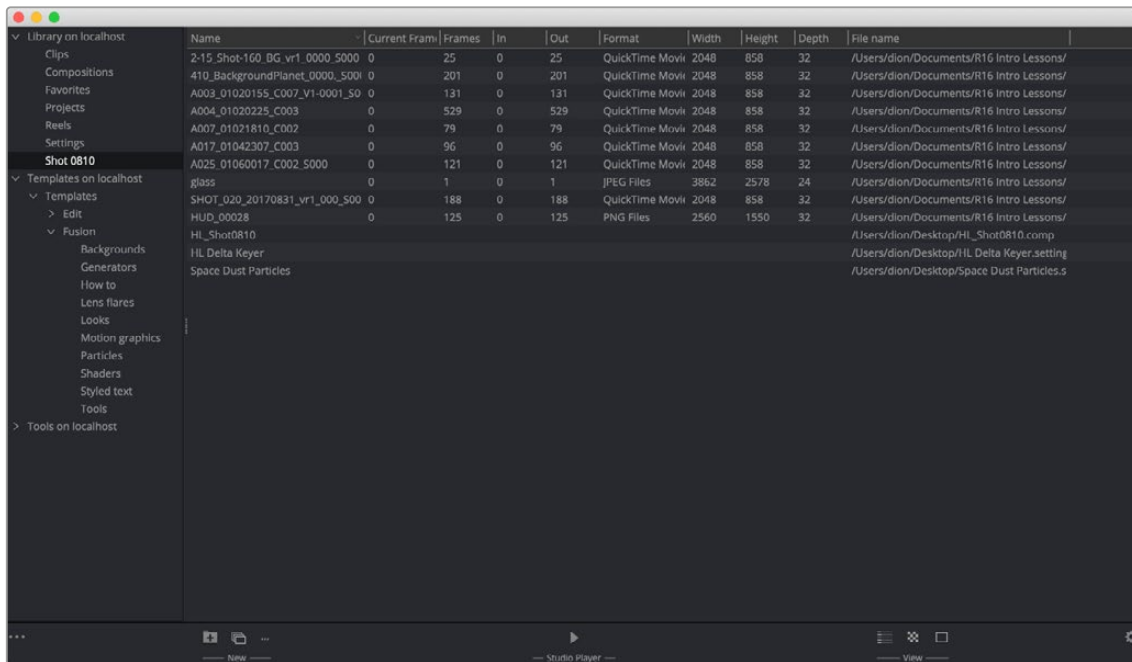 Library on localhost
Clips
Compositions
Favorites
Projects
Reels
Settings
Shot 0810
Templates on localhost
Templates
Edit
Fusion
Backgrounds
Generators
How to
Lens flares
Looks
Motion graphics
Particles
Shaders
Styled text
Tools
Tools on localhost
Name Current Fram Frames In Out Format Width Height Depth File name
2-15_Shot-160_BG_vr1_0000_S000 0 25 0 25 QuickTime Movi 2048 858 32 /Users/dion/Documents/R16 Intro Lessons/
410_BackgroundPlanet_0000._S00 0 201 0 201 QuickTime Movi 2048 858 32 /Users/dion/Documents/R16 Intro Lessons/
A003_01020155_C007_V1-0001_S0 0 131 0 131 QuickTime Movi 2048 858 32 /Users/dion/Documents/R16 Intro Lessons/
A004_01020225_C003 0 529 0 529 QuickTime Movi 2048 858 32 /Users/dion/Documents/R16 Intro Lessons/
A007_01021810_C002 0 79 0 79 QuickTime Movi 2048 858 32 /Users/dion/Documents/R16 Intro Lessons/
A017_01042307_C003 0 96 0 96 QuickTime Movi 2048 858 32 /Users/dion/Documents/R16 Intro Lessons/
A025_01060017_C002_S000 0 121 0 121 QuickTime Movi 2048 858 32 /Users/dion/Documents/R16 Intro Lessons/
glass 0 1 0 1 JPEG Files 3862 2578 24 /Users/dion/Documents/R16 Intro Lessons/
SHOT_020_20170831_vr1_000_S00 0 188 0 188 QuickTime Movi 2048 858 32 /Users/dion/Documents/R16 Intro Lessons/
HUD_00028 0 125 0 125 PNG Files 2560 1550 32 /Users/dion/Documents/R16 Intro Lessons/
HL_Shot0810 /Users/dion/Desktop/HL_Shot0810.comp
HL Delta Keyer /Users/dion/Desktop/HL Delta Keyer.setting
Space Dust Particles /Users/dion/Desktop/Space Dust Particles.s
New
Studio Player
View